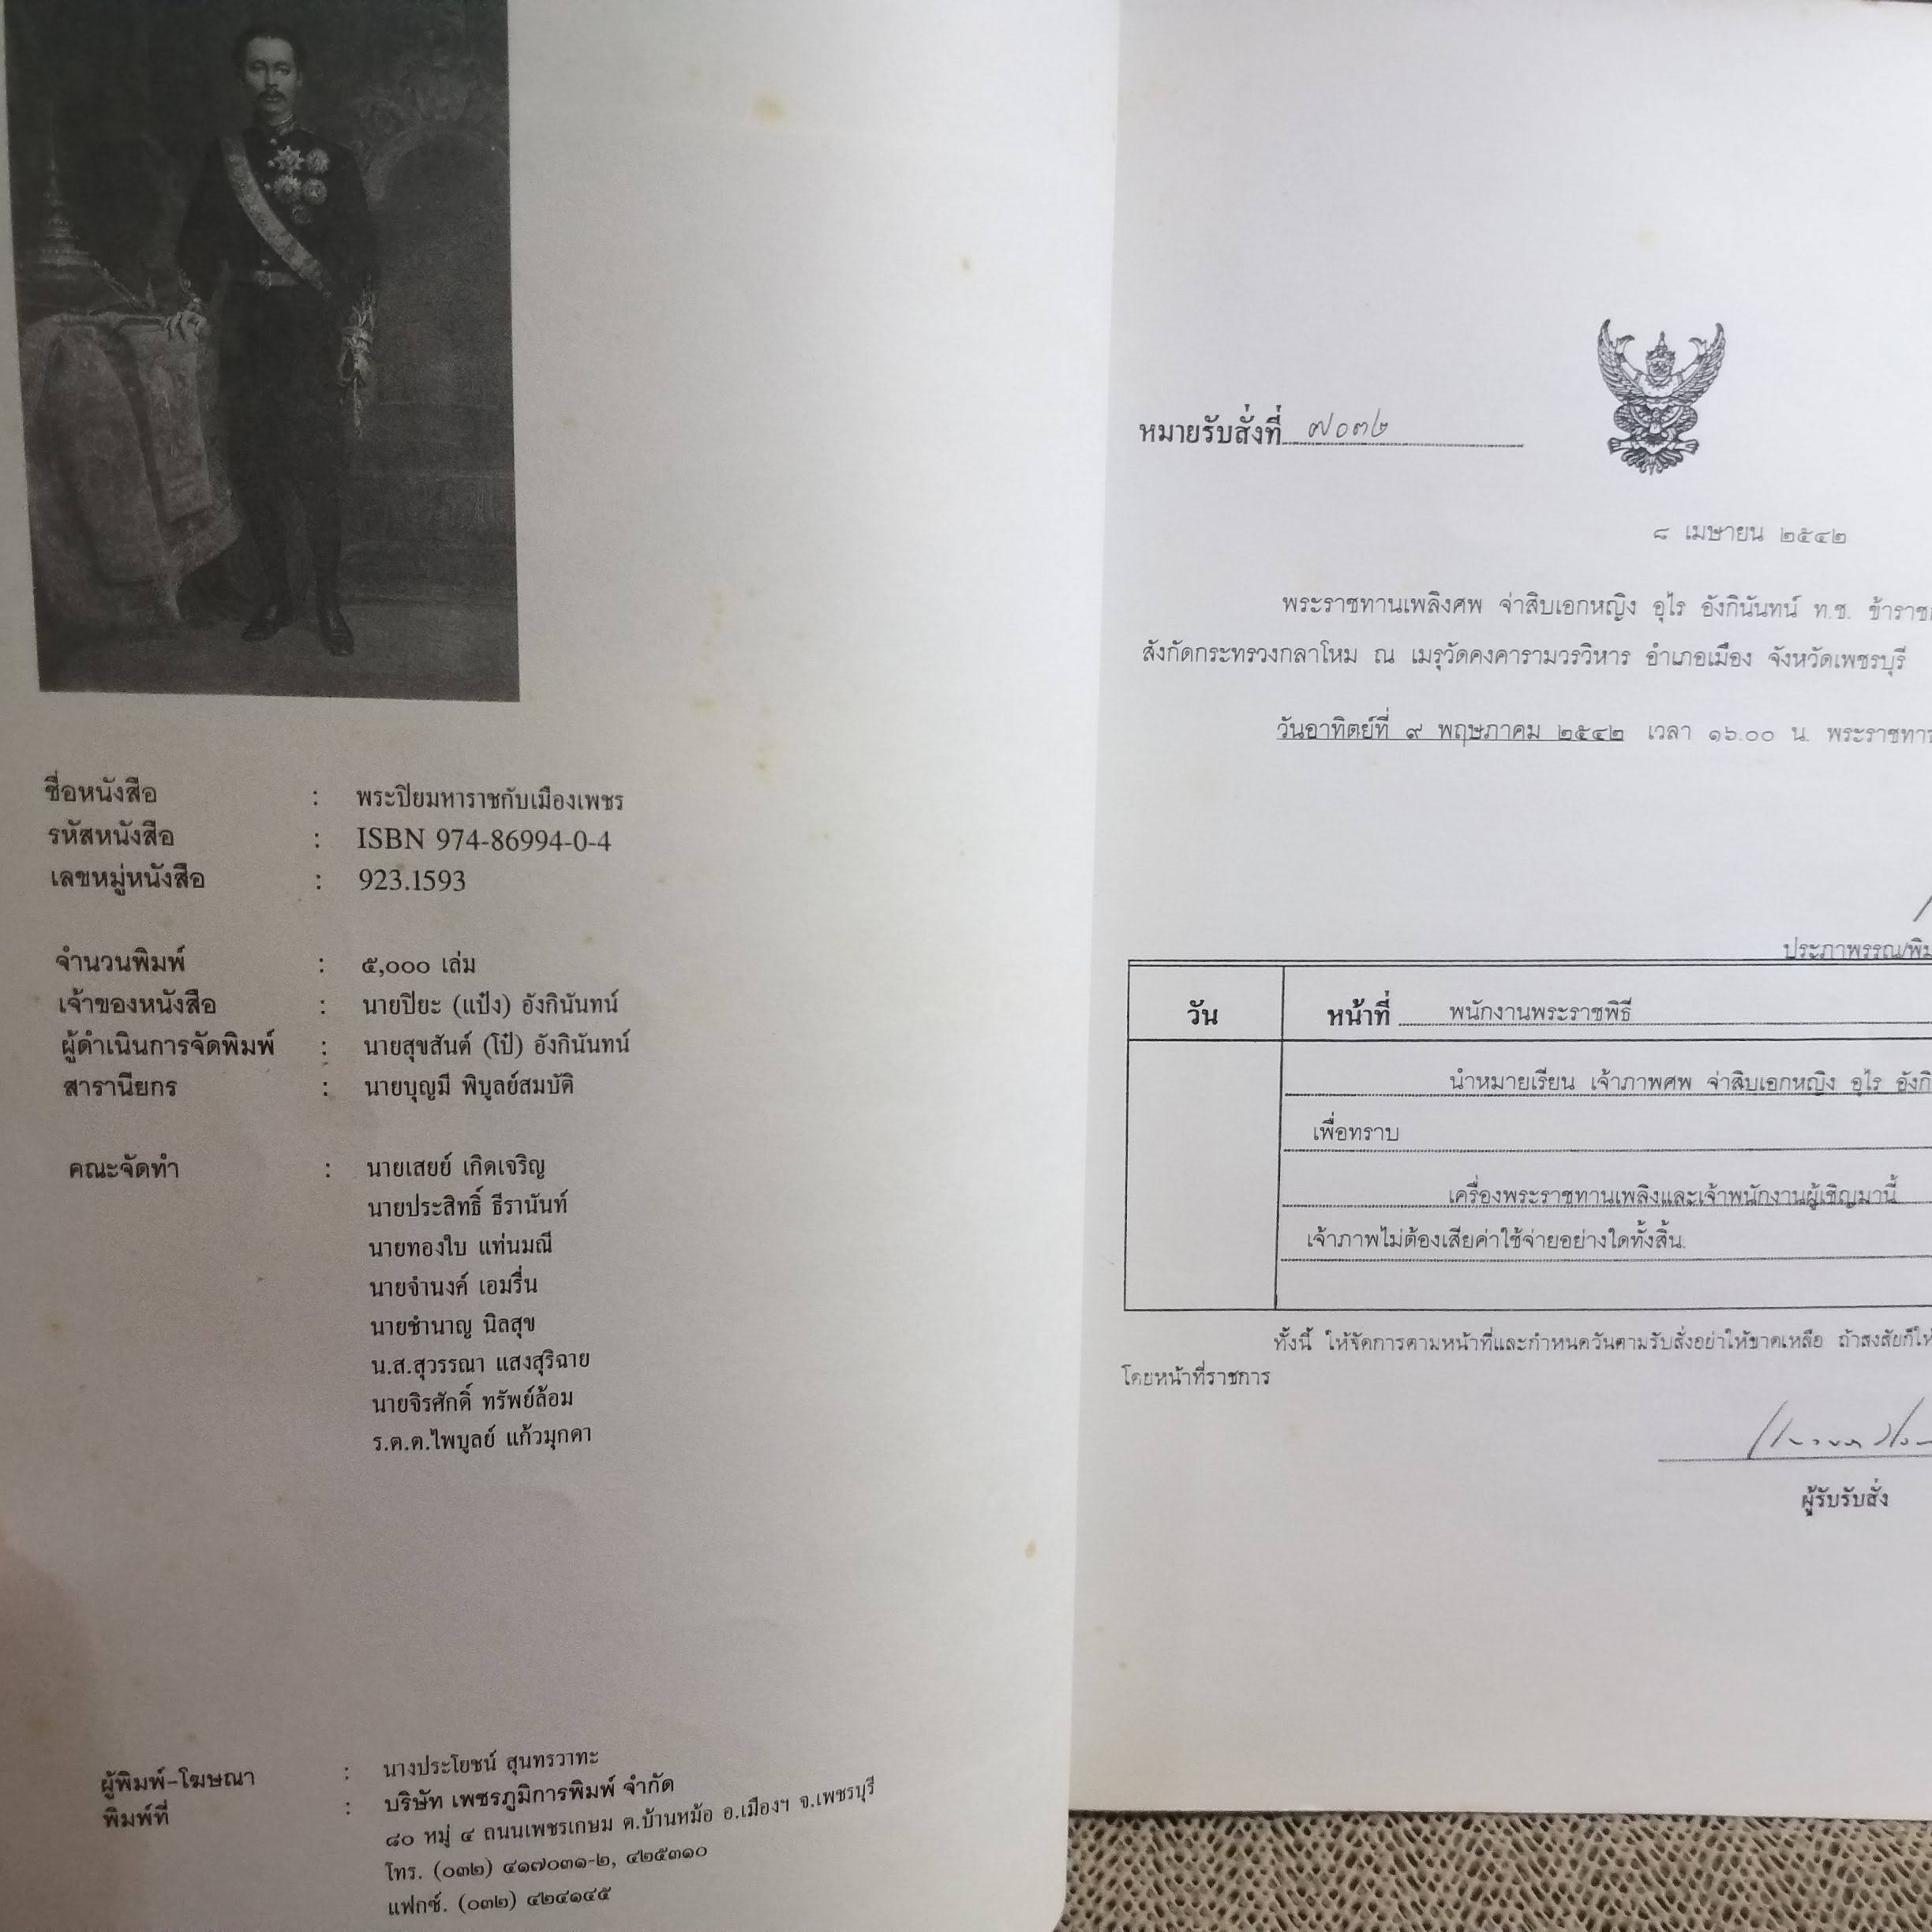 ชื่อหนังสือ : พระปิยมหาราชกับเมืองเพชร
รหัสหนังสือ : ISBN 974-86994-0-4
เลขหมู่หนังสือ : 923.1593
จำนวนพิมพ์ : ๕,๐๐๐ เล่ม
เจ้าของหนังสือ : นายปิยะ (แป๋ง) อังกินันทน์
ผู้ดำเนินการจัดพิมพ์ : นายสุขสันต์ (โป๋) อังกินันทน์
สาราณียกร : นายบุญมี พิบูลย์สมบัติ
คณะจัดทำ : นายเสยย์ เกิดเจริญ
นายประสิทธิ์ ธีรานันท์
นายทองใบ แท่นมณี
นายจำนงค์ เอมรื่น
นายชำนาญ นิลสุข
น.ส.สุวรรณา แสงสุริฉาย
นายจิรศักดิ์ ทรัพย์ล้อม
ร.ต.ต.ไพบูลย์ แก้วมุกดา
ผู้พิมพ์-โฆษณา : นางประโยชน์ สุนทรวาทะ
พิมพ์ที่ : บริษัท เพชรภูมิการพิมพ์ จำกัด
๘๐ หมู่ ๔ ถนนเพชรเกษม ต.บ้านหม้อ อ.เมืองฯ จ.เพชรบุรี
โทร. (๐๓๒) ๔๑๗๐๓๑-๒, ๔๒๕๓๑๐
แฟกซ์. (๐๓๒) ๔๒๔๑๔๕
หมายรับสั่งที่ ๗๐๓๒
๘ เมษายน ๒๕๔๒
พระราชทานเพลิงศพ จ่าสิบเอกหญิง อุไร อังกินันทน์ ท.ช. ข้าราช
สังกัดกระทรวงกลาโหม ณ เมรุวัดคงคารามวรวิหาร อำเภอเมือง จังหวัดเพชรบุรี
วันอาทิตย์ที่ ๙ พฤษภาคม ๒๕๔๒ เวลา ๑๖.๐๐ น. พระราชทาน
ประภาพรรณ/พิม
วัน หน้าที่ พนักงานพระราชพิธี
นำหมายเรียน เจ้าภาพศพ จ่าสิบเอกหญิง อุไร อังกิ
เพื่อทราบ
เครื่องพระราชทานเพลิงและเจ้าพนักงานผู้เชิญมานี้
เจ้าภาพไม่ต้องเสียค่าใช้จ่ายอย่างใดทั้งสิ้น.
ทั้งนี้ ให้จัดการตามหน้าที่และกำหนดวันตามรับสั่งอย่าให้ขาดเหลือ ถ้าสงสัยก็ให้
โดยหน้าที่ราชการ
ผู้รับรับสั่ง